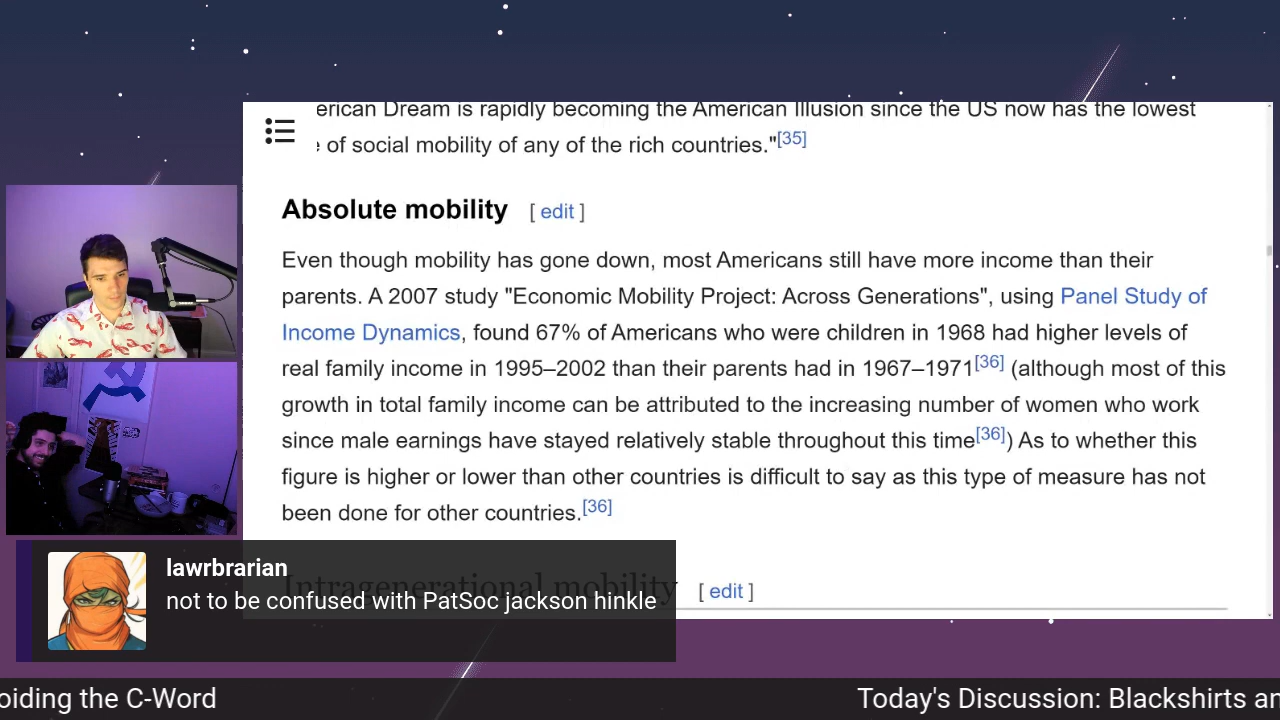 erican Dream is rapidly becoming the American Illusion since the US now has the lowest
of social mobility of any of the rich countries."[35]
Absolute mobility [ edit ]
Even though mobility has gone down, most Americans still have more income than their
parents. A 2007 study "Economic Mobility Project: Across Generations", using Panel Study of
Income Dynamics, found 67% of Americans who were children in 1968 had higher levels of
real family income in 1995–2002 than their parents had in 1967–1971[36] (although most of this
growth in total family income can be attributed to the increasing number of women who work
since male earnings have stayed relatively stable throughout this time[36]) As to whether this
figure is higher or lower than other countries is difficult to say as this type of measure has not
been done for other countries.[36]
Intragenerational mobility [ edit ]
lawrbrarian
not to be confused with PatSoc jackson hinkle
oiding the C-Word
Today's Discussion: Blackshirts an